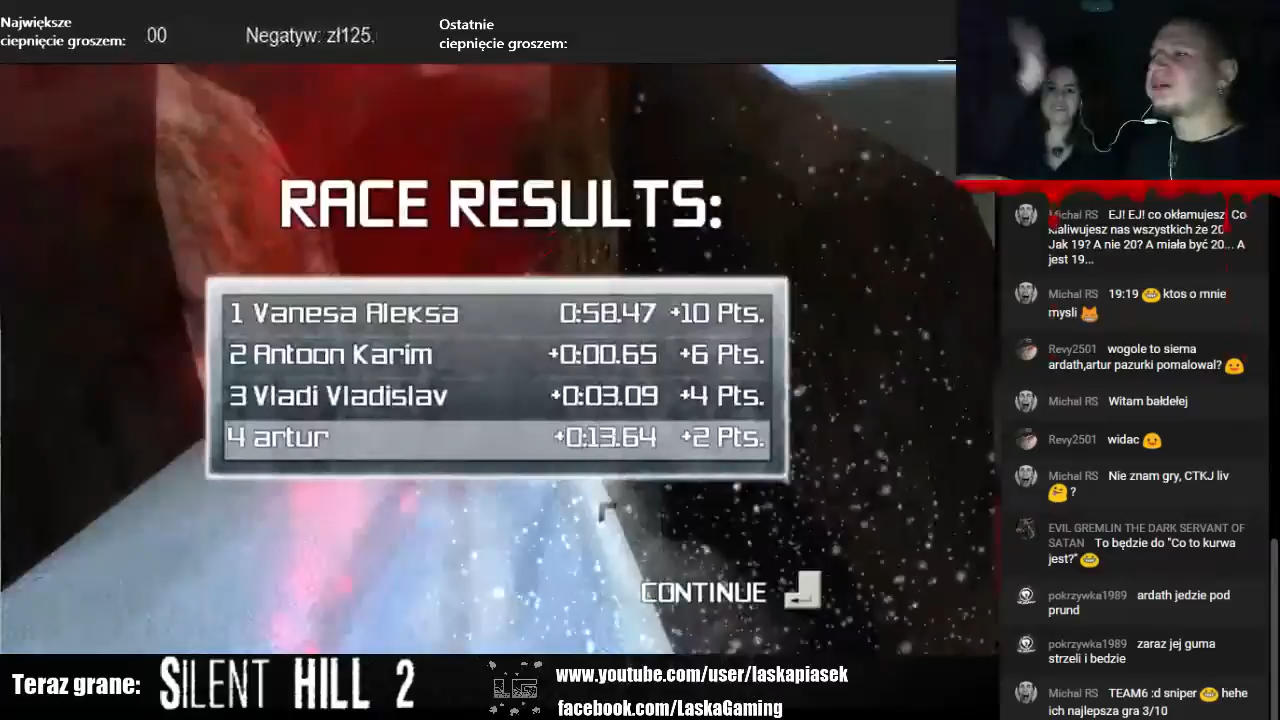 Największe
ciepnięcie groszem:
00
Negatyw: zł125.
Ostatnie
ciepnięcie groszem:
RACE RESULTS:
1 Vanesa Aleksa 0:58.47 +10 Pts.
2 Antoon Karim +0:00.65 +6 Pts.
3 Vladi Vladislav +0:03.09 +4 Pts.
4 artur +0:13.64 +2 Pts.
CONTINUE
Michal RS EJ! EJ! co okłamujesz. Co
kłaliwujesz nas wszystkich że 20
Jak 19? A nie 20? A miała być 20... A
jest 19...
Michal RS 19:19 ktos o mnie
mysli
Revy2501 wogole to siema
ardath,artur pazurki pomalowal?
Michal RS Witam bałdełej
Revy2501 widac
Michal RS Nie znam gry, CTKJ liv
?
EVIL GREMLIN THE DARK SERVANT OF
SATAN To będzie do "Co to kurwa
jest?"
pokrzywka1989 ardath jedzie pod
prund
pokrzywka1989 zaraz jej guma
strzeli i bedzie
Michal RS TEAM6 :d sniper hehe
ich najlepsza gra 3/10
Teraz grane: SILENT HILL 2
LG
www.youtube.com/user/laskapiasek
facebook.com/LaskaGaming